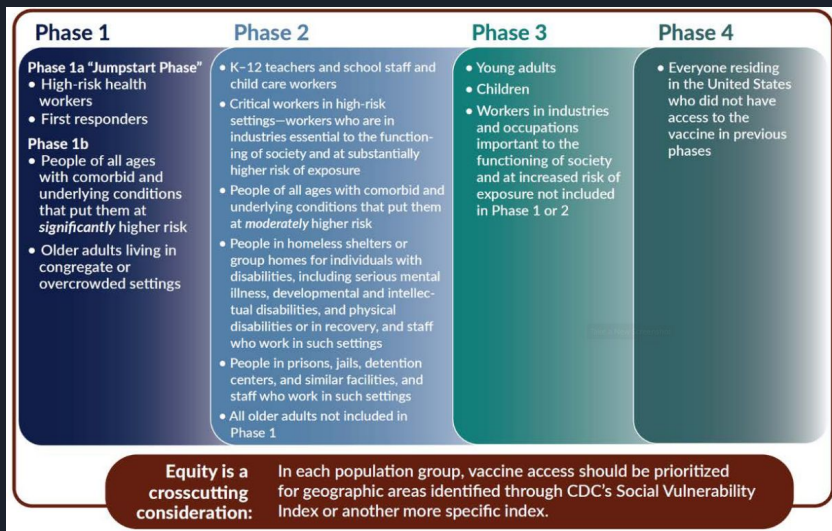 Phase 1
Phase 1a “Jumpstart Phase”
• High-risk health
workers
• First responders
Phase 1b
• People of all ages
with comorbid and
underlying conditions
that put them at
significantly higher risk
• Older adults living in
congregate or
overcrowded settings
Phase 2
• K–12 teachers and school staff and
child care workers
• Critical workers in high-risk
settings—workers who are in
industries essential to the function-
ing of society and at substantially
higher risk of exposure
• People of all ages with comorbid and
underlying conditions that put them
at moderately higher risk
• People in homeless shelters or
group homes for individuals with
disabilities, including serious mental
illness, developmental and intellec-
tual disabilities, and physical
disabilities or in recovery, and staff
who work in such settings
• People in prisons, jails, detention
centers, and similar facilities, and
staff who work in such settings
• All older adults not included in
Phase 1
Phase 3
• Young adults
• Children
• Workers in industries
and occupations
important to the
functioning of society
and at increased risk of
exposure not included
in Phase 1 or 2
Phase 4
• Everyone residing
in the United States
who did not have
access to the
vaccine in previous
phases
Equity is a
crosscutting
consideration:
In each population group, vaccine access should be prioritized
for geographic areas identified through CDC’s Social Vulnerability
Index or another more specific index.